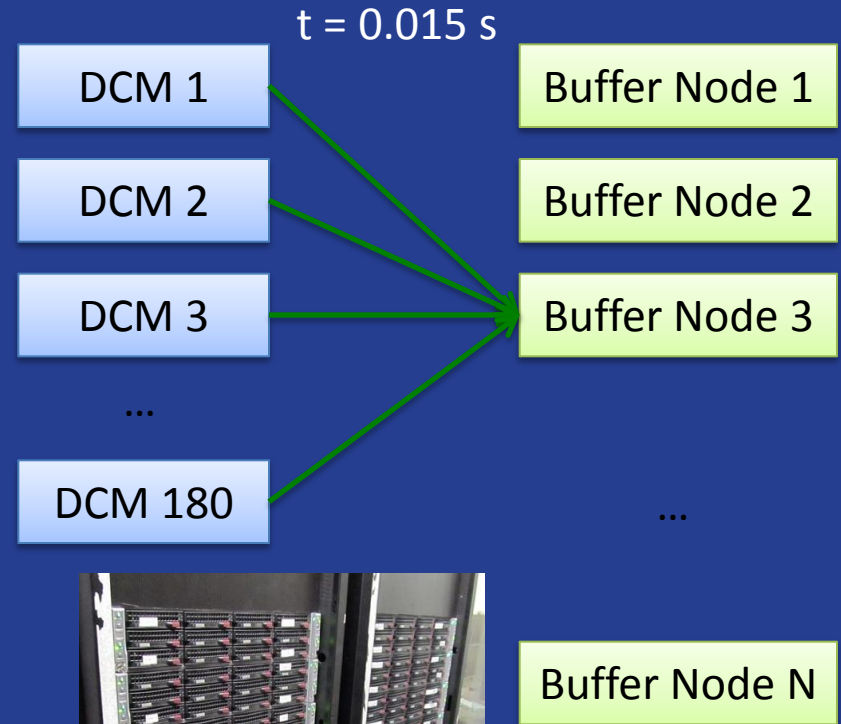 t = 0.015 s
DCM 1
Buffer Node 1
DCM 2
Buffer Node 2
DCM 3
Buffer Node 3
...
DCM 180
...
Buffer Node N